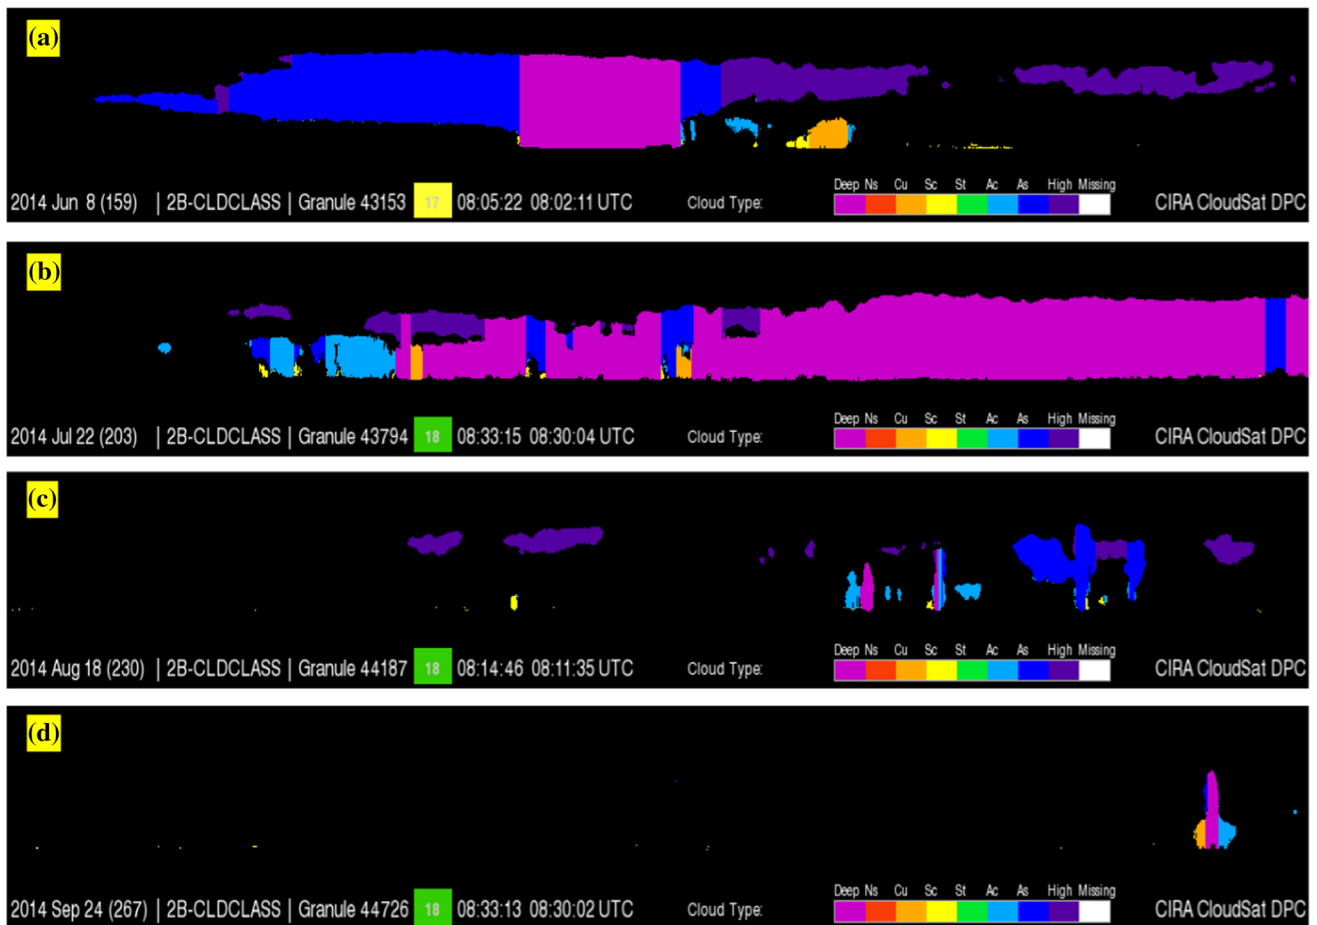 (a)
Deep Ns Cu Sc St Ac As High Missing
2014 Jun 8 (159) | 2B-CLDCLASS | Granule 43153 17 08:05:22 08:02:11 UTC Cloud Type: CIRA CloudSat DPC
(b)
Deep Ns Cu Sc St Ac As High Missing
2014 Jul 22 (203) | 2B-CLDCLASS | Granule 43794 18 08:33:15 08:30:04 UTC Cloud Type: CIRA CloudSat DPC
(c)
Deep Ns Cu Sc St Ac As High Missing
2014 Aug 18 (230) | 2B-CLDCLASS | Granule 44187 18 08:14:46 08:11:35 UTC Cloud Type: CIRA CloudSat DPC
(d)
Deep Ns Cu Sc St Ac As High Missing
2014 Sep 24 (267) | 2B-CLDCLASS | Granule 44726 18 08:33:13 08:30:02 UTC Cloud Type: CIRA CloudSat DPC